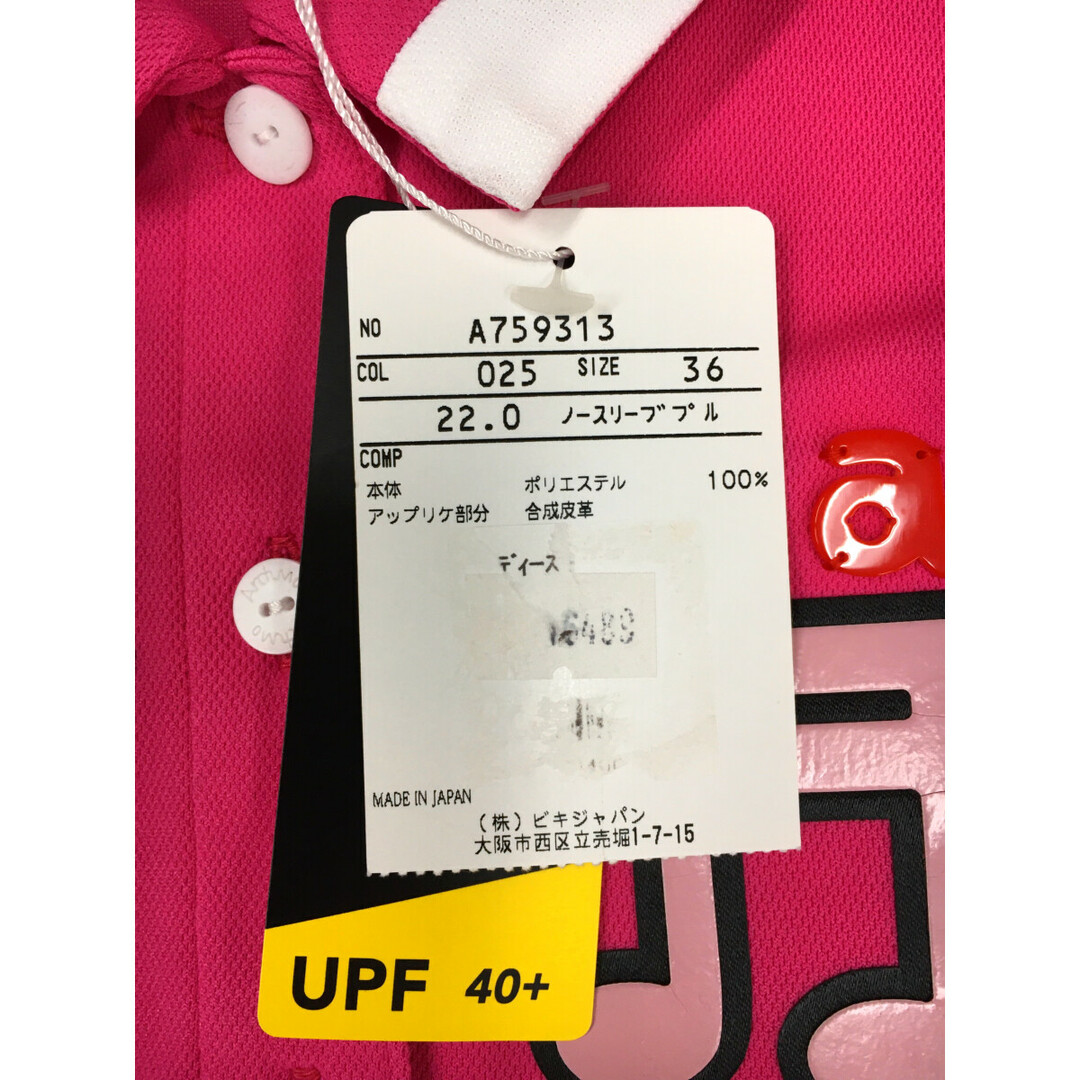 NO A759313
COL 025 SIZE 36
22.0 ノースリーブプル
COMP
本体 ポリエステル 100%
アップリケ部分 合成皮革
ディース
MADE IN JAPAN
(株)ビキジャパン
大阪市西区立売堀1-7-15
UPF 40+
a